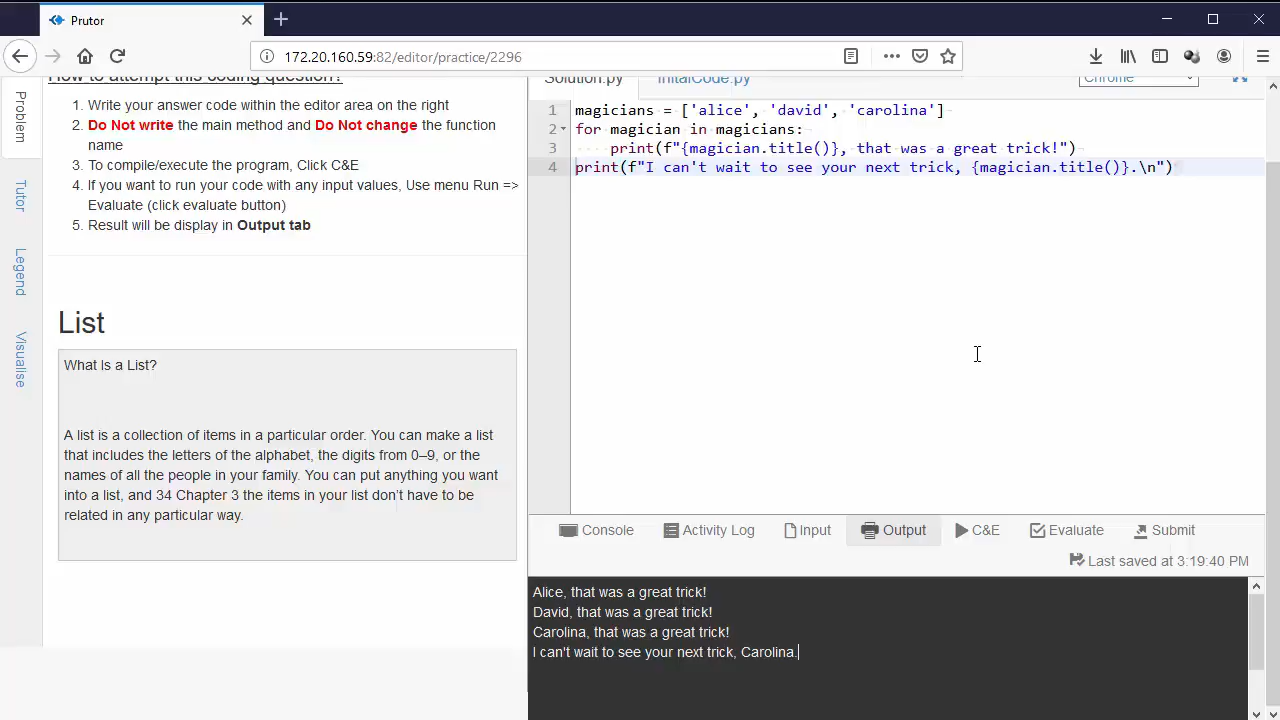 Prutor
172.20.160.59:82/editor/practice/2296
Problem
Tutor
Legend
Visualise
How to attempt this coding question?
1. Write your answer code within the editor area on the right
2. Do Not write the main method and Do Not change the function
name
3. To compile/execute the program, Click C&E
4. If you want to run your code with any input values, Use menu Run =>
Evaluate (click evaluate button)
5. Result will be display in Output tab
List
What Is a List?
A list is a collection of items in a particular order. You can make a list
that includes the letters of the alphabet, the digits from 0–9, or the
names of all the people in your family. You can put anything you want
into a list, and 34 Chapter 3 the items in your list don’t have to be
related in any particular way.
Solution.py InitalCode.py Chrome
1 magicians = ['alice', 'david', 'carolina']
2 for magician in magicians:
3 print(f"{magician.title()}, that was a great trick!")
4 print(f"I can't wait to see your next trick, {magician.title()}.\n")
Console Activity Log Input Output C&E Evaluate Submit
Last saved at 3:19:40 PM
Alice, that was a great trick!
David, that was a great trick!
Carolina, that was a great trick!
I can't wait to see your next trick, Carolina.